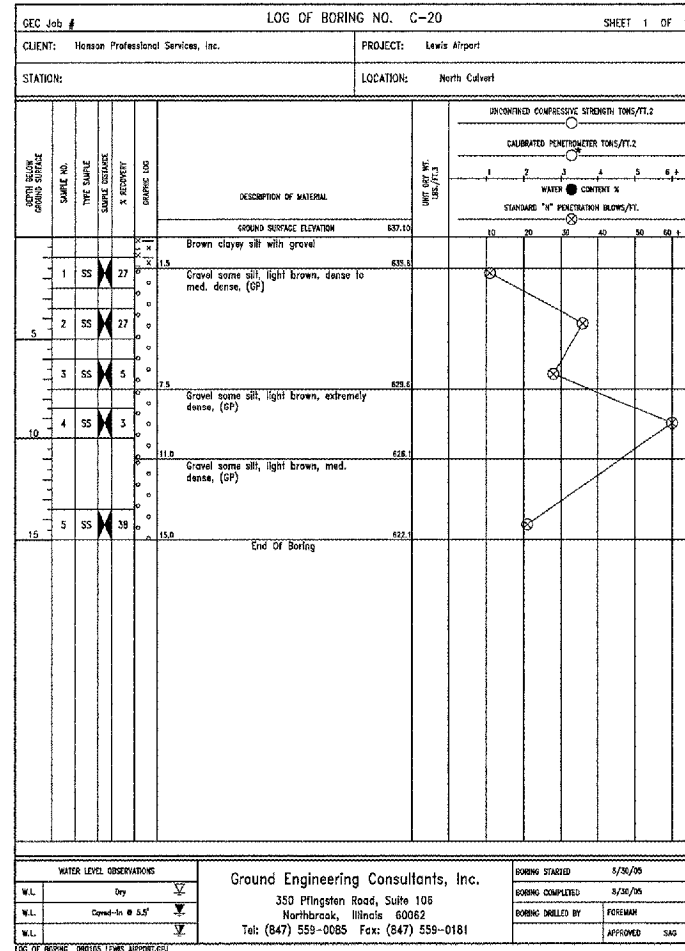 GEC Job #
LOG OF BORING NO. C-20
SHEET 1 OF
CLIENT: Hanson Professional Services, Inc.
PROJECT: Lewis Airport
STATION:
LOCATION: North Culvert
DEPTH BELOW GROUND SURFACE
SAMPLE NO.
TYPE SAMPLE
SAMPLE DISTANCE
% RECOVERY
GRAPHIC LOG
DESCRIPTION OF MATERIAL
UNIT DRY WT. LBS./FT.3
UNCONFINED COMPRESSIVE STRENGTH TONS/FT.2
CALIBRATED PENETROMETER TONS/FT.2
1 2 3 4 5 6 +
WATER CONTENT %
STANDARD "N" PENETRATION BLOWS/FT.
10 20 30 40 50 60 +
GROUND SURFACE ELEVATION 637.10
Brown clayey silt with gravel
1.5 635.6
1 SS 27
Gravel some silt, light brown, dense to
med. dense, (GP)
2 SS 27
5
3 SS 5
7.5 629.6
Gravel some silt, light brown, extremely
dense, (GP)
4 SS 3
10
11.0 626.1
Gravel some silt, light brown, med.
dense, (GP)
5 SS 39
15 15.0 622.1
End Of Boring
WATER LEVEL OBSERVATIONS
W.L. Dry
W.L. Caved-in @ 5.5'
W.L.
Ground Engineering Consultants, Inc.
350 Pfingsten Road, Suite 106
Northbrook, Illinois 60062
Tel: (847) 559-0085 Fax: (847) 559-0181
BORING STARTED
BORING COMPLETED
BORING DRILLED BY FOREMAN
APPROVED SAG
LOG OF BORING